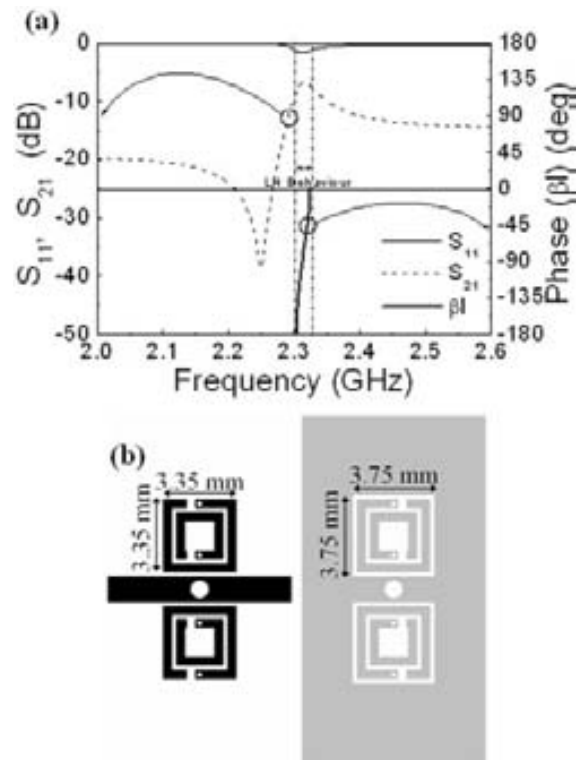 (a)
0
-10
-20
-30
-40
-50
S11, S21 (dB)
180
135
90
45
0
-45
-90
-135
-180
Phase (βl) (deg)
LH Behaviour
S11
S21
βl
2.0 2.1 2.2 2.3 2.4 2.5 2.6
Frequency (GHz)
(b)
3.35 mm
3.35 mm
3.75 mm
3.75 mm